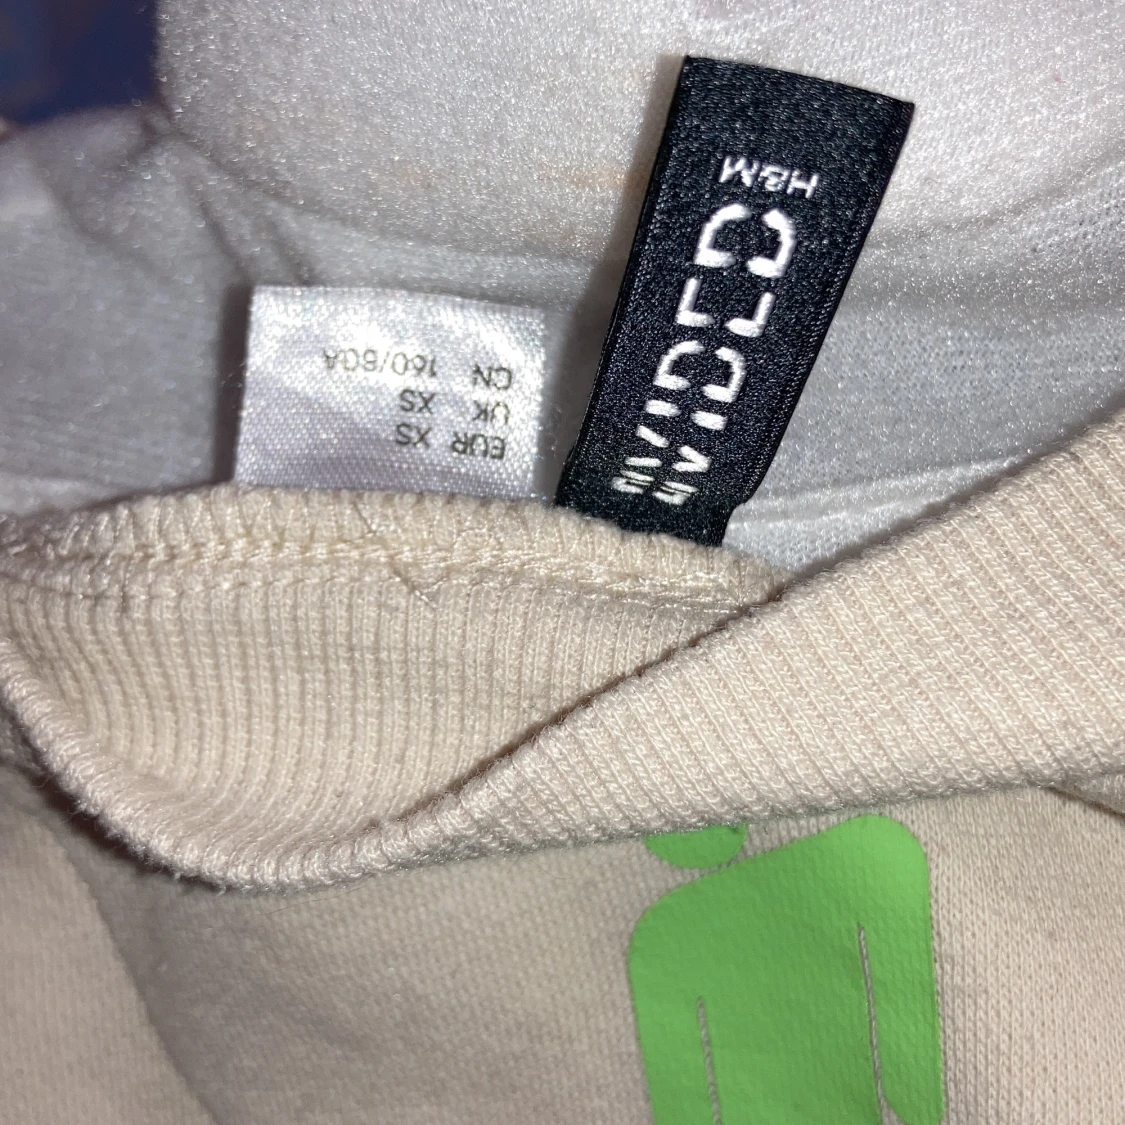 EUR XS
UK XS
CN 160/80A
DIVIDED
H&M